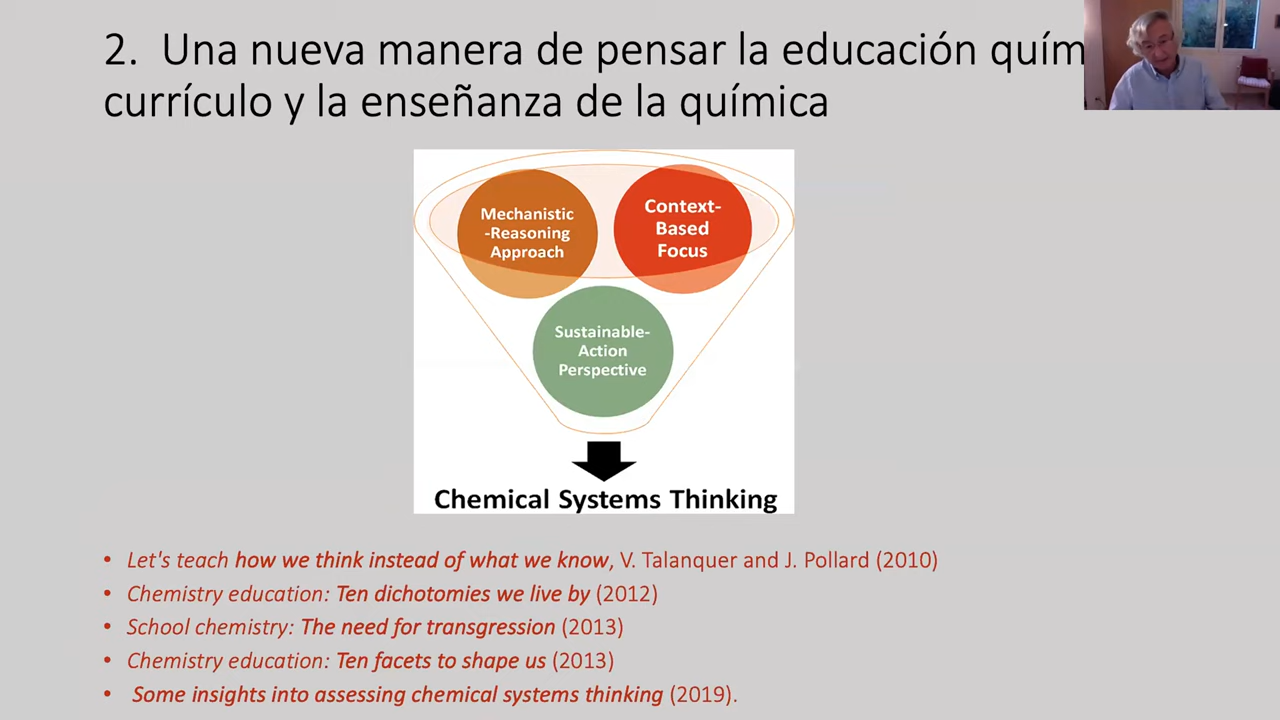 2. Una nueva manera de pensar la educación quím
currículo y la enseñanza de la química
Mechanistic
-Reasoning
Approach
Context-
Based
Focus
Sustainable-
Action
Perspective
Chemical Systems Thinking
• Let's teach how we think instead of what we know, V. Talanquer and J. Pollard (2010)
• Chemistry education: Ten dichotomies we live by (2012)
• School chemistry: The need for transgression (2013)
• Chemistry education: Ten facets to shape us (2013)
• Some insights into assessing chemical systems thinking (2019).